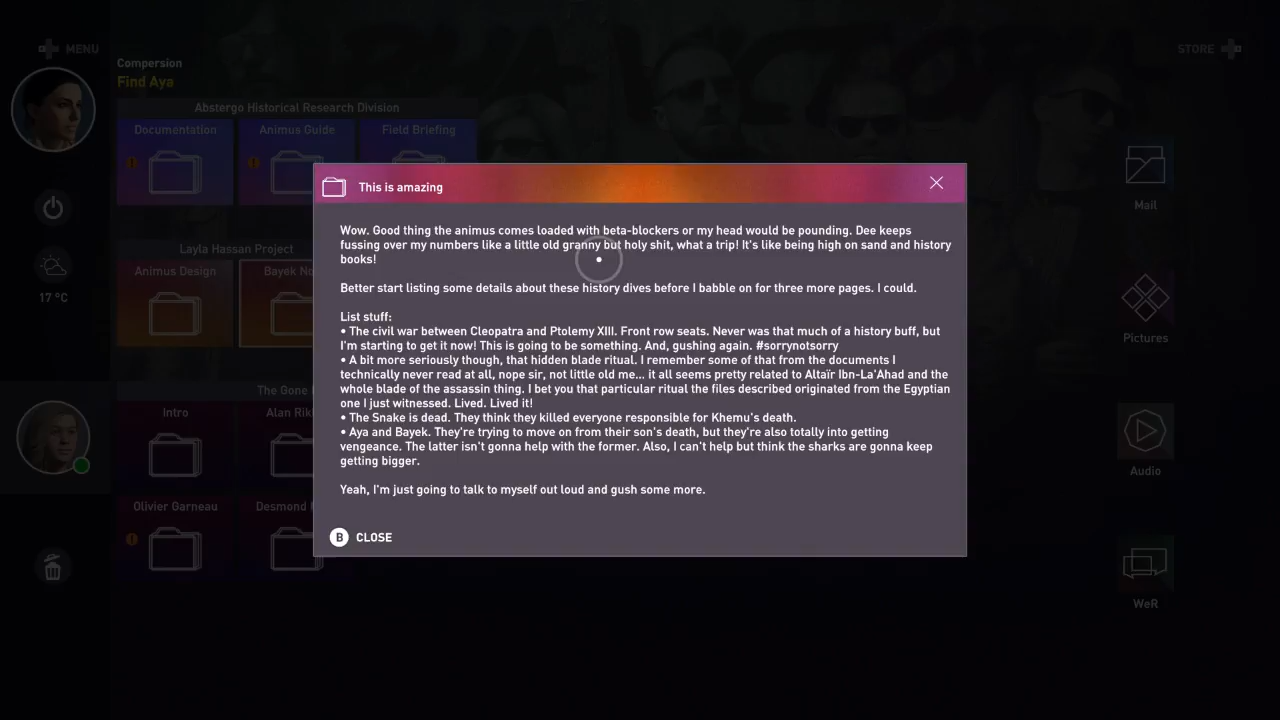 MENU
STORE
Compersion
Find Aya
Abstergo Historical Research Division
Documentation
Animus Guide
Field Briefing
This is amazing
Wow. Good thing the animus comes loaded with beta-blockers or my head would be pounding. Dee keeps
fussing over my numbers like a little old granny but holy shit, what a trip! It's like being high on sand and history
books!
Better start listing some details about these history dives before I babble on for three more pages. I could.
List stuff:
• The civil war between Cleopatra and Ptolemy XIII. Front row seats. Never was that much of a history buff, but
I'm starting to get it now! This is going to be something. And, gushing again. #sorrynotsorry
• A bit more seriously though, that hidden blade ritual. I remember some of that from the documents I
technically never read at all, nope sir, not little old me... it all seems pretty related to Altaïr Ibn-La'Ahad and the
whole blade of the assassin thing. I bet you that particular ritual the files described originated from the Egyptian
one I just witnessed. Lived. Lived it!
• The Snake is dead. They think they killed everyone responsible for Khemu's death.
• Aya and Bayek. They're trying to move on from their son's death, but they're also totally into getting
vengeance. The latter isn't gonna help with the former. Also, I can't help but think the sharks are gonna keep
getting bigger.
Yeah, I'm just going to talk to myself out loud and gush some more.
B CLOSE
Layla Hassan Project
Animus Design
Bayek No
17 °C
The Gone
Intro
Alan Rik
Olivier Garneau
Desmond
Mail
Pictures
Audio
WeR